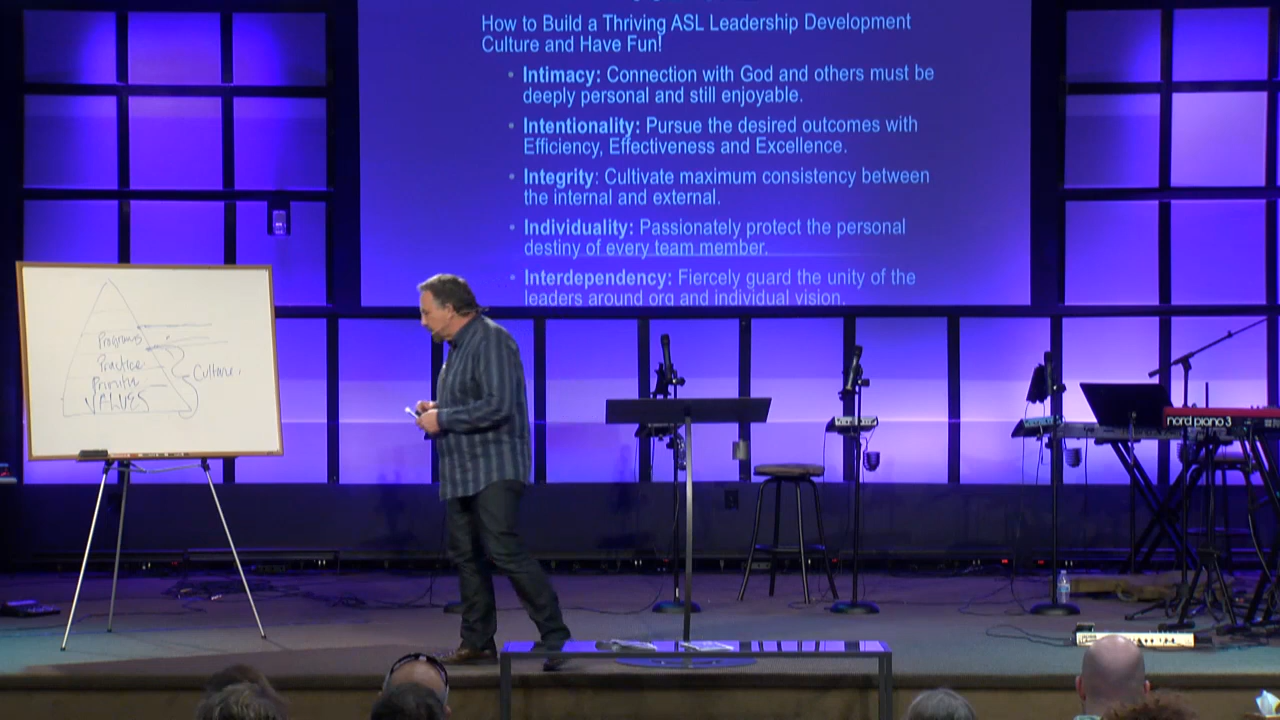 How to Build a Thriving ASL Leadership Development
Culture and Have Fun!
• Intimacy: Connection with God and others must be
deeply personal and still enjoyable.
• Intentionality: Pursue the desired outcomes with
Efficiency, Effectiveness and Excellence.
• Integrity: Cultivate maximum consistency between
the internal and external.
• Individuality: Passionately protect the personal
destiny of every team member.
• Interdependency: Fiercely guard the unity of the
leaders around org and individual vision.
Programs
Practice
Culture
VALUES
nord piano 3